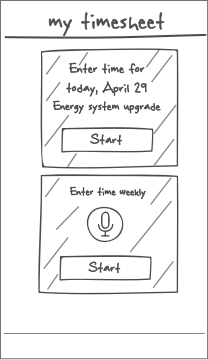 my timesheet
Enter time for
today, April 29
Energy system upgrade
Start
Enter time weekly
Start